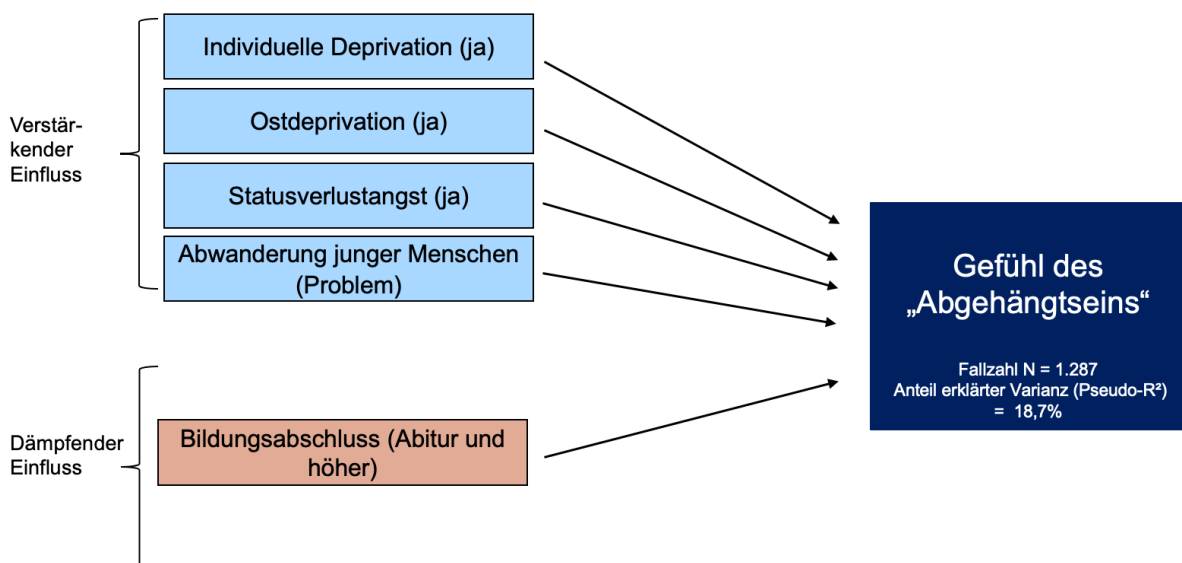 Verstär-
kender
Einfluss
Individuelle Deprivation (ja)
Ostdeprivation (ja)
Statusverlustangst (ja)
Abwanderung junger Menschen
(Problem)
Dämpfender
Einfluss
Bildungsabschluss (Abitur und
höher)
Gefühl des
„Abgehängtseins“
Fallzahl N = 1.287
Anteil erklärter Varianz (Pseudo-R²)
= 18,7%